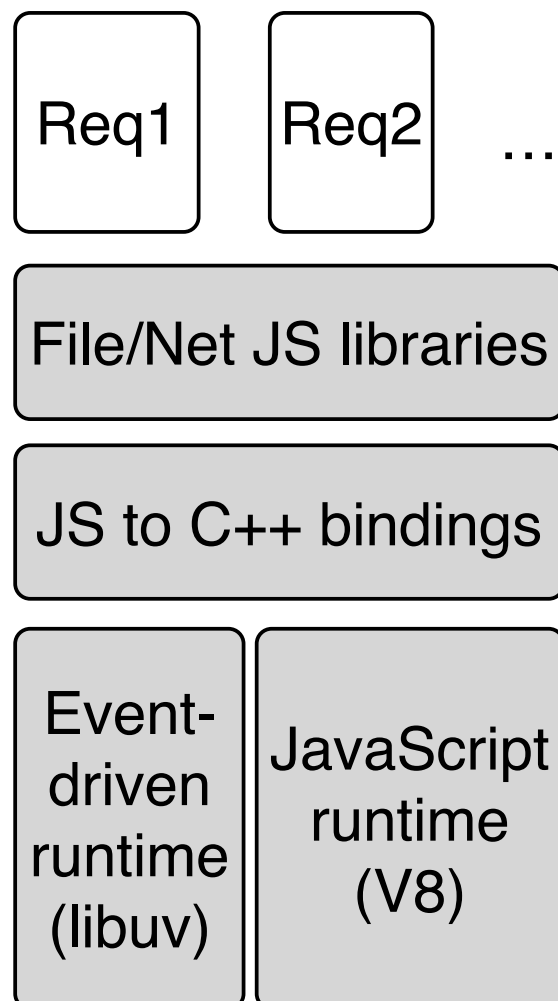 Req1
Req2
...
File/Net JS libraries
JS to C++ bindings
Event-
driven
runtime
(libuv)
JavaScript
runtime
(V8)